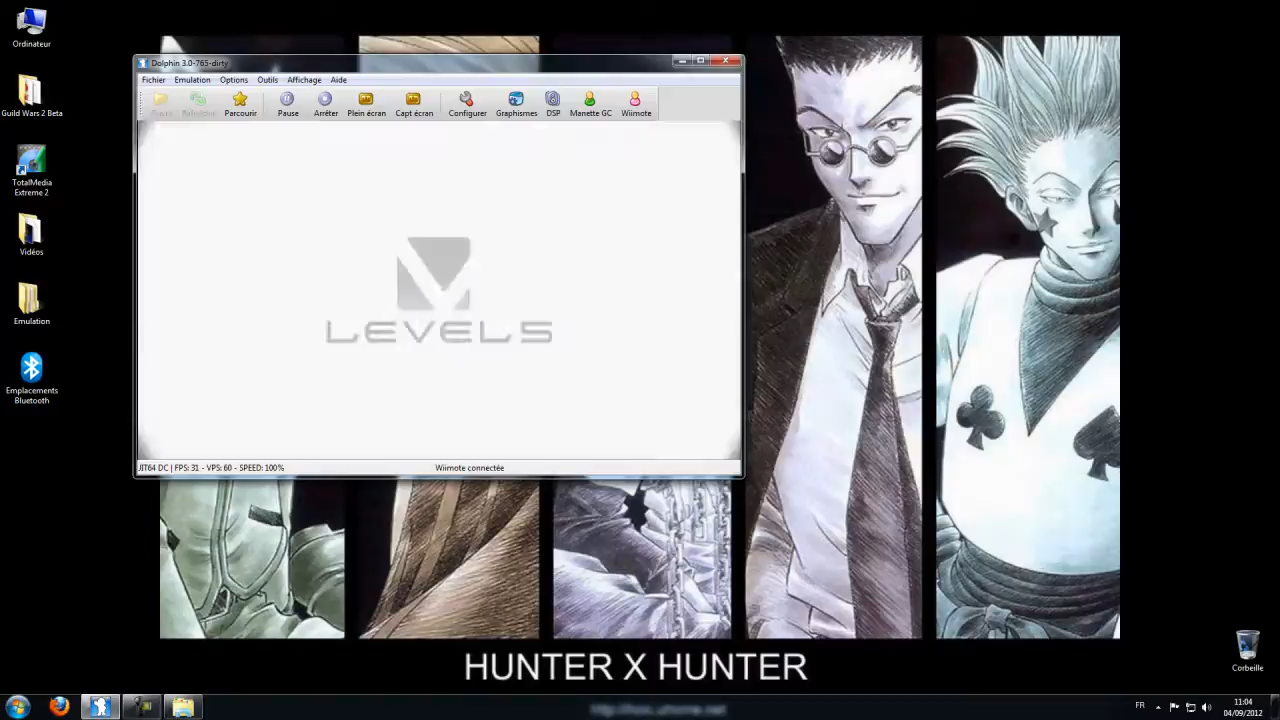 Ordinateur
Guild Wars 2 Beta
TotalMedia
Extreme 2
Vidéos
Emulation
Emplacements
Bluetooth
Dolphin 3.0-765-dirty
Fichier Emulation Options Outils Affichage Aide
Parcourir Pause Arrêter Plein écran Capt écran Configurer Graphismes DSP Manette GC Wiimote
LEVEL5
JIT64 DC | FPS: 31 - VPS: 60 - SPEED: 100% Wiimote connectée
HUNTER X HUNTER
Corbeille
FR
11:04
04/09/2012